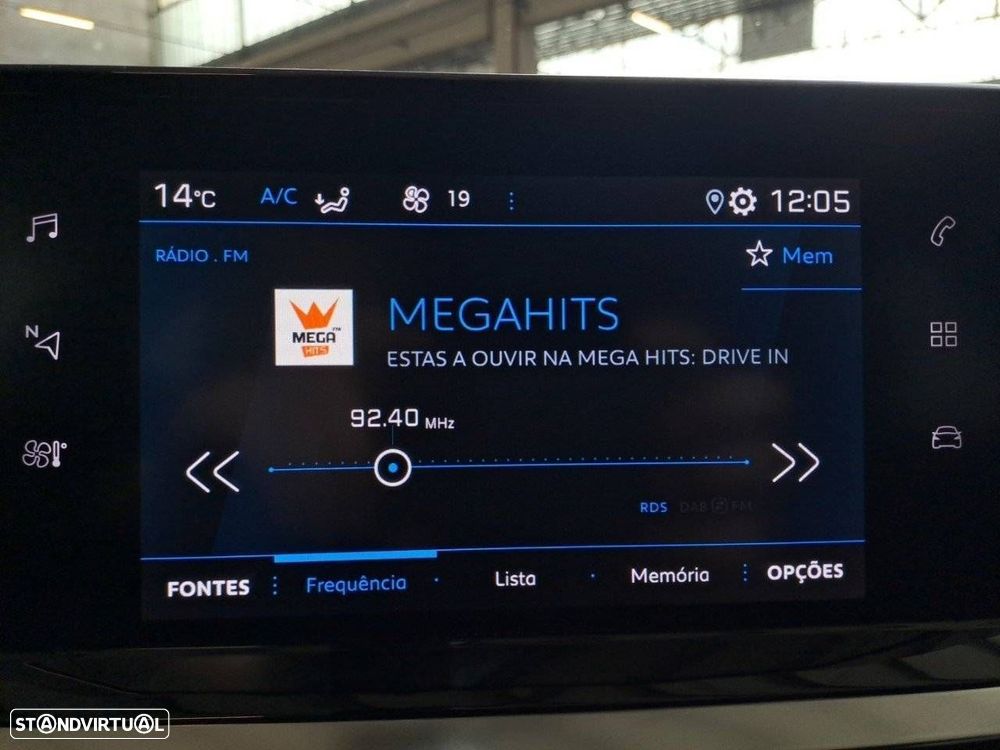 14°C A/C 19 12:05
RÁDIO . FM
Mem
MEGA™
HITS
MEGAHITS
ESTAS A OUVIR NA MEGA HITS: DRIVE IN
92.40 MHz
RDS DAB FM
FONTES Frequência Lista Memória OPÇÕES
N
STANDVIRTUAL